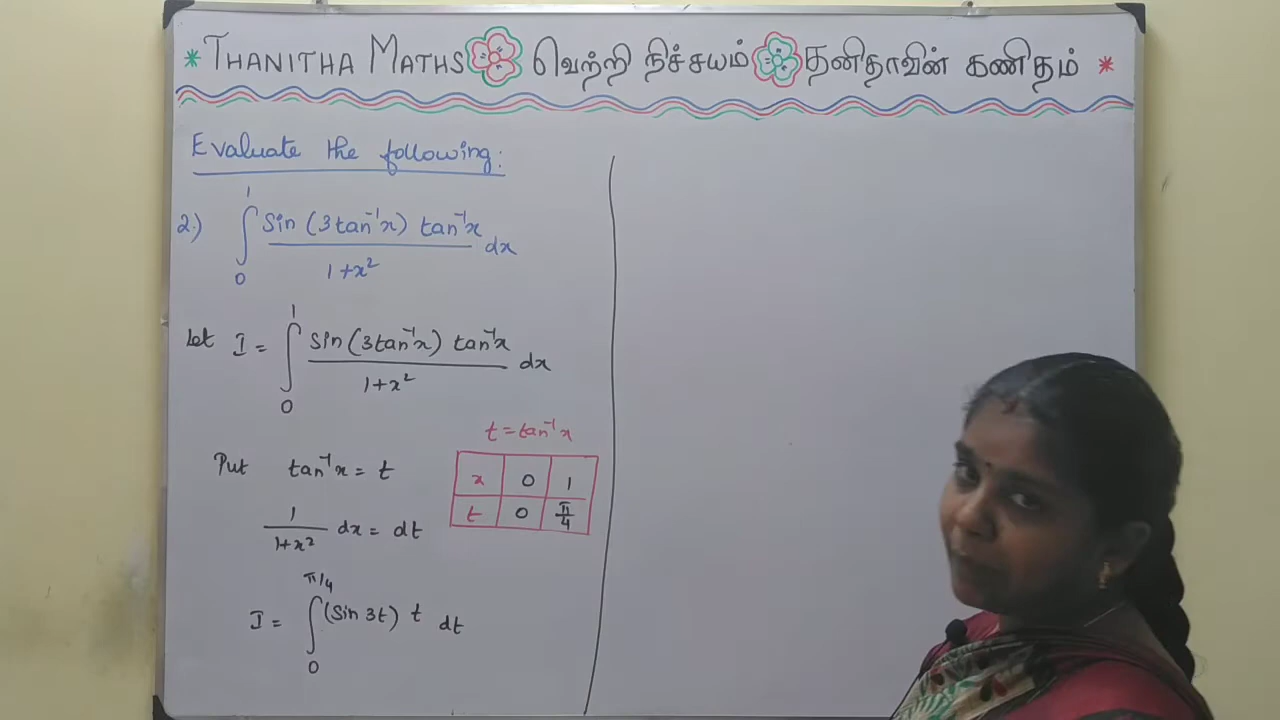 * THANITHA MATHS வெற்றி நிச்சயம் தனிதாவின் கணிதம் *
Evaluate the following:
2.) ∫₀¹ Sin (3tan⁻¹x) tan⁻¹x / 1+x² dx
Let I = ∫₀¹ Sin (3tan⁻¹x) tan⁻¹x / 1+x² dx
t = tan⁻¹x
Put tan⁻¹x = t
x 0 1
t 0 π/4
1/1+x² dx = dt
I = ∫₀^π/4 (Sin 3t) t dt